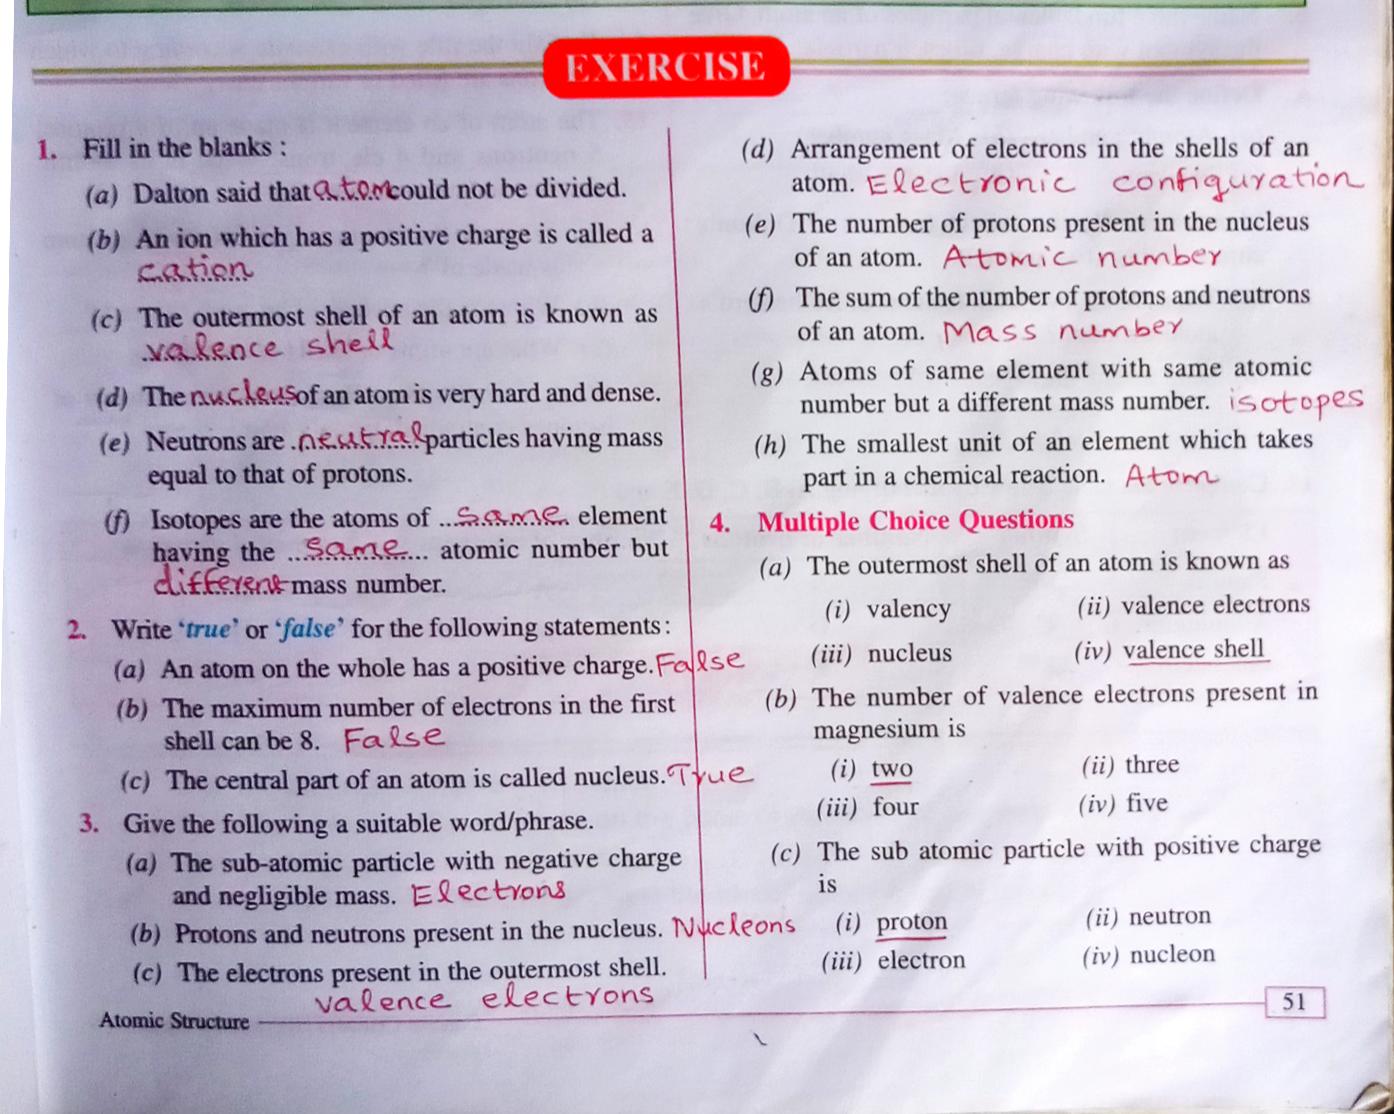 EXERCISE
1. Fill in the blanks :
(a) Dalton said that atom could not be divided.
(b) An ion which has a positive charge is called a
cation
(c) The outermost shell of an atom is known as
valence shell
(d) The nucleus of an atom is very hard and dense.
(e) Neutrons are neutral particles having mass
equal to that of protons.
(f) Isotopes are the atoms of ...same... element
having the ...same... atomic number but
different mass number.
2. Write 'true' or 'false' for the following statements :
(a) An atom on the whole has a positive charge. False
(b) The maximum number of electrons in the first
shell can be 8. False
(c) The central part of an atom is called nucleus. True
3. Give the following a suitable word/phrase.
(a) The sub-atomic particle with negative charge
and negligible mass. Electrons
(b) Protons and neutrons present in the nucleus. Nucleons
(c) The electrons present in the outermost shell.
valence electrons
(d) Arrangement of electrons in the shells of an
atom. Electronic configuration
(e) The number of protons present in the nucleus
of an atom. Atomic number
(f) The sum of the number of protons and neutrons
of an atom. Mass number
(g) Atoms of same element with same atomic
number but a different mass number. isotopes
(h) The smallest unit of an element which takes
part in a chemical reaction. Atom
4. Multiple Choice Questions
(a) The outermost shell of an atom is known as
(i) valency (ii) valence electrons
(iii) nucleus (iv) valence shell
(b) The number of valence electrons present in
magnesium is
(i) two (ii) three
(iii) four (iv) five
(c) The sub atomic particle with positive charge
is
(i) proton (ii) neutron
(iii) electron (iv) nucleon
Atomic Structure 51